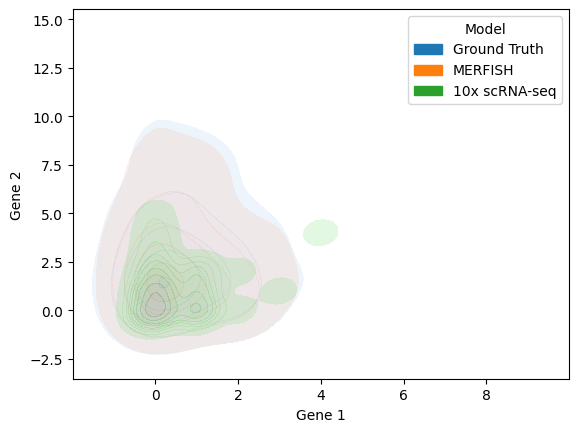 Model
Ground Truth
MERFISH
10x scRNA-seq
15.0
12.5
10.0
7.5
5.0
2.5
0.0
−2.5
Gene 2
0 2 4 6 8
Gene 1